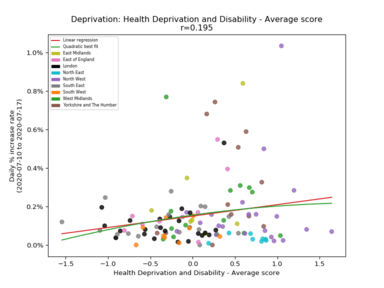 Deprivation: Health Deprivation and Disability - Average score
r=0.195
Daily % increase rate
(2020-07-10 to 2020-07-17)
1.0%
0.8%
0.6%
0.4%
0.2%
0.0%
Linear regression
Quadratic best fit
East Midlands
East of England
London
North East
North West
South East
South West
West Midlands
Yorkshire and The Humber
−1.5 −1.0 −0.5 0.0 0.5 1.0 1.5
Health Deprivation and Disability - Average score